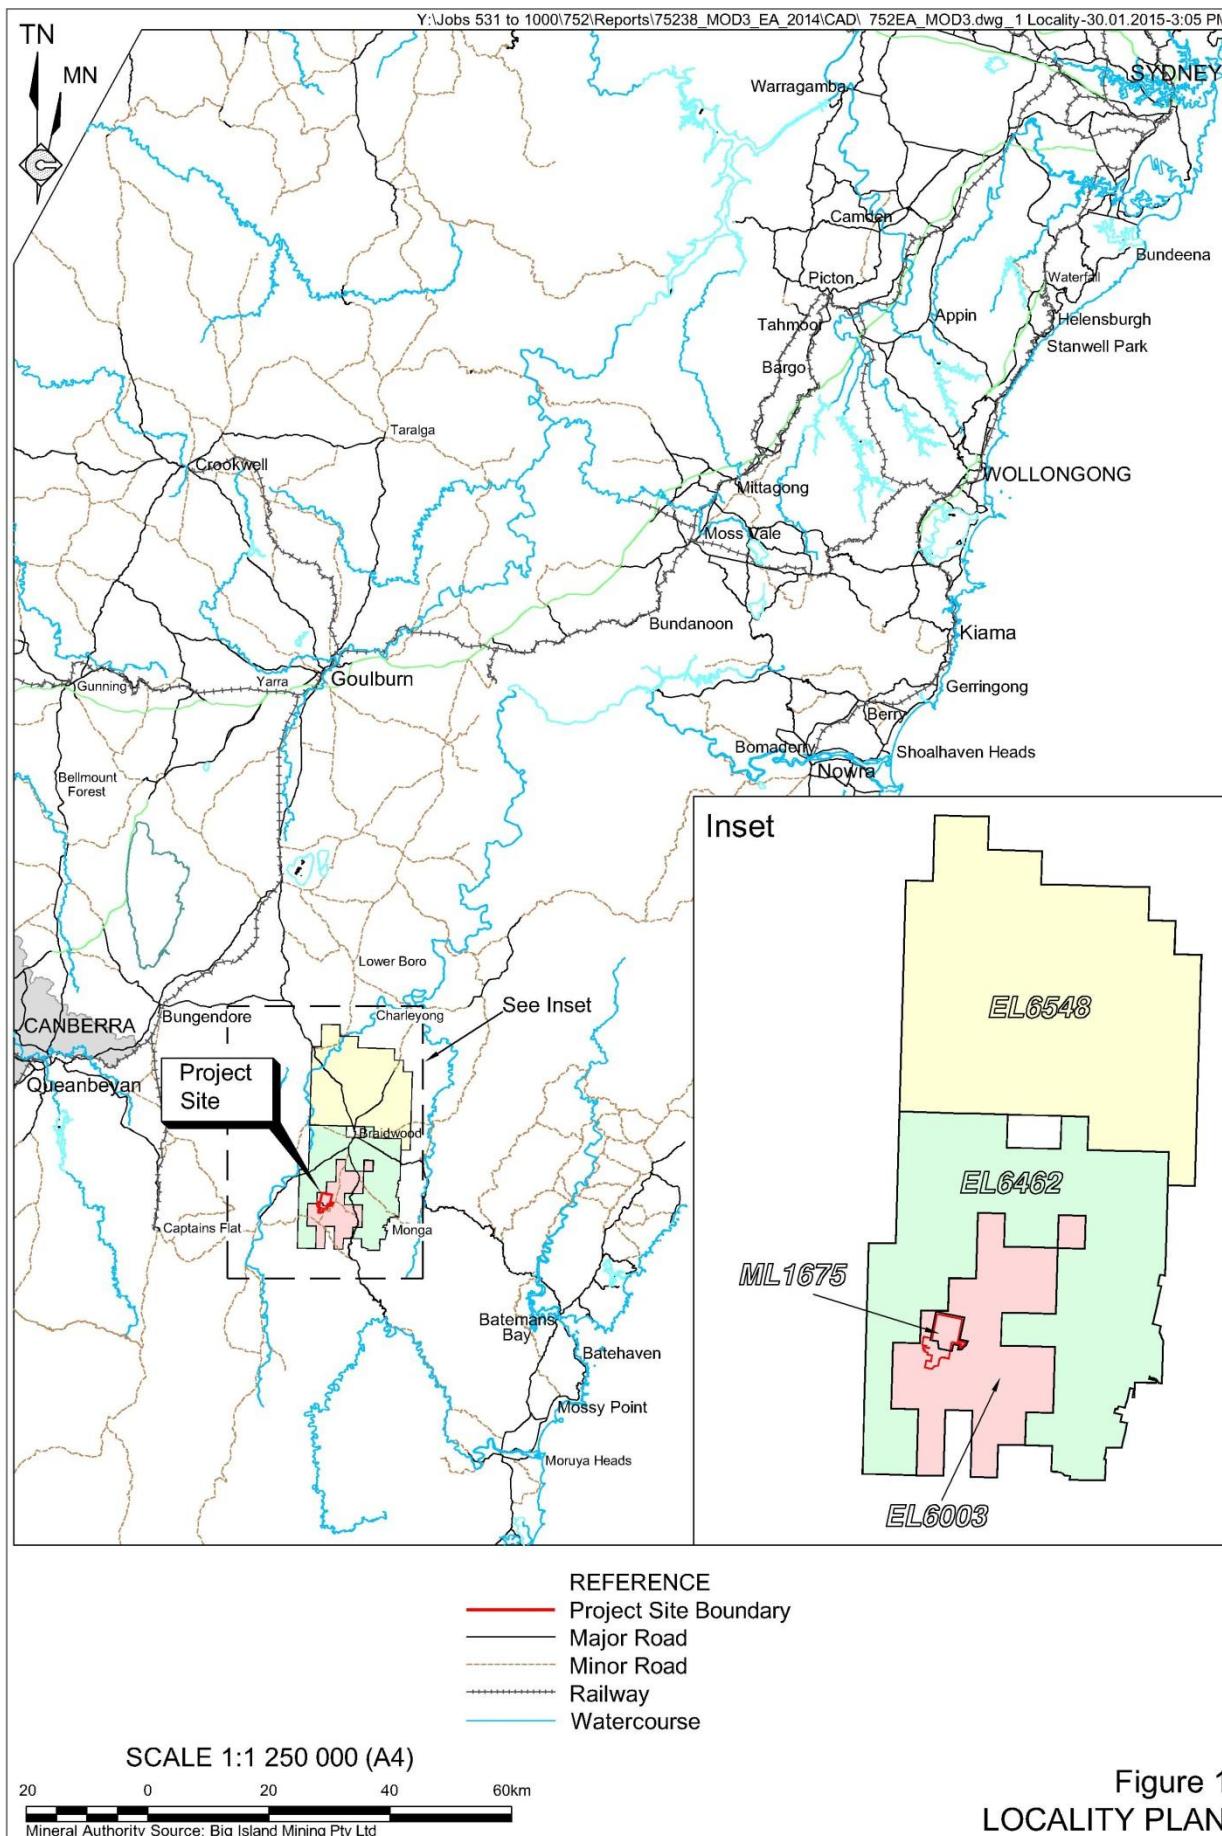 Y:\Jobs 531 to 1000\752\Reports\75238_MOD3_EA_2014\CAD\_752EA_MOD3.dwg_1 Locality-30.01.2015-3:05 PM
TN
MN
SYDNEY
Warragamba
Camden
Bundeena
Picton
Waterfall
Appin
Helensburgh
Tahmoor
Stanwell Park
Bargo
Taralga
Crookwell
WOLLONGONG
Mittagong
Moss Vale
Bundanoon
Kiama
Goulburn
Yarra
Gunning
Gerringong
Berry
Bomaderry
Shoalhaven Heads
Nowra
Bellmount
Forest
Inset
Lower Boro
See Inset
EL6548
Charleyong
Bungendore
CANBERRA
Project
Site
Queanbeyan
Braidwood
EL6462
Captains Flat
Monga
ML1675
Batemans
Bay
Batehaven
Mossy Point
Moruya Heads
EL6003
REFERENCE
Project Site Boundary
Major Road
Minor Road
Railway
Watercourse
SCALE 1:1 250 000 (A4)
20 0 20 40 60km
Mineral Authority Source: Big Island Mining Pty Ltd
Figure 1
LOCALITY PLAN